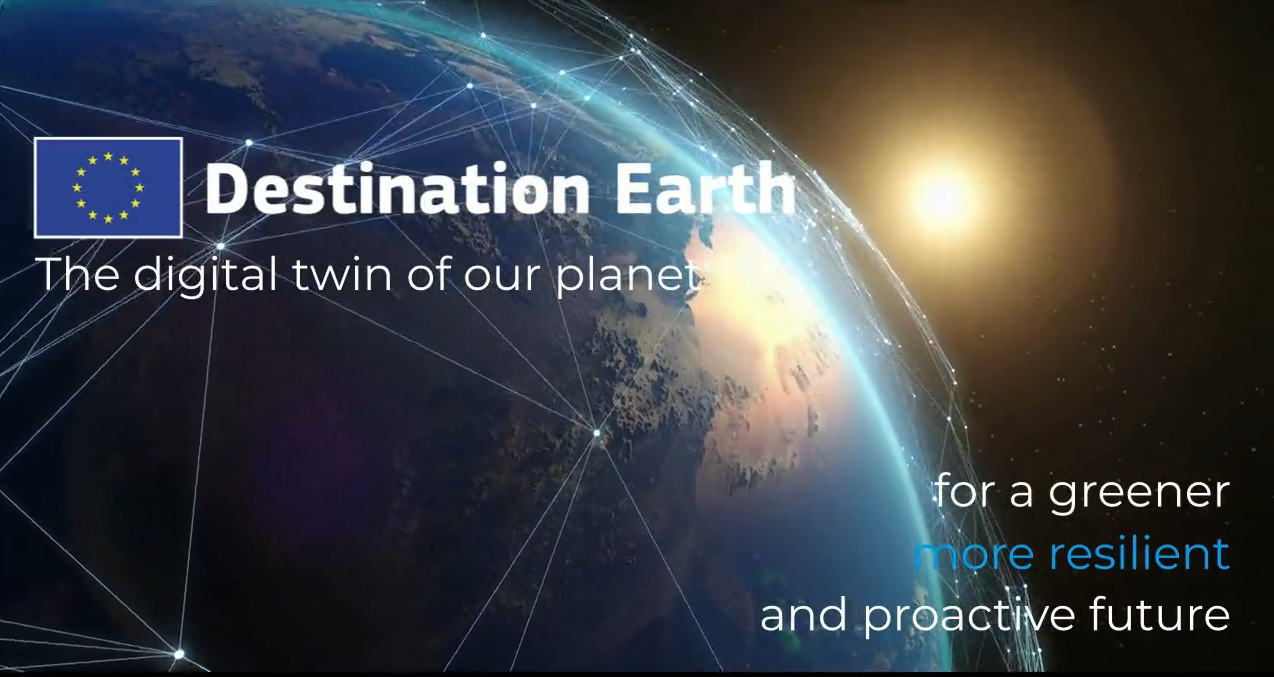 Destination Earth
The digital twin of our planet
for a greener
more resilient
and proactive future